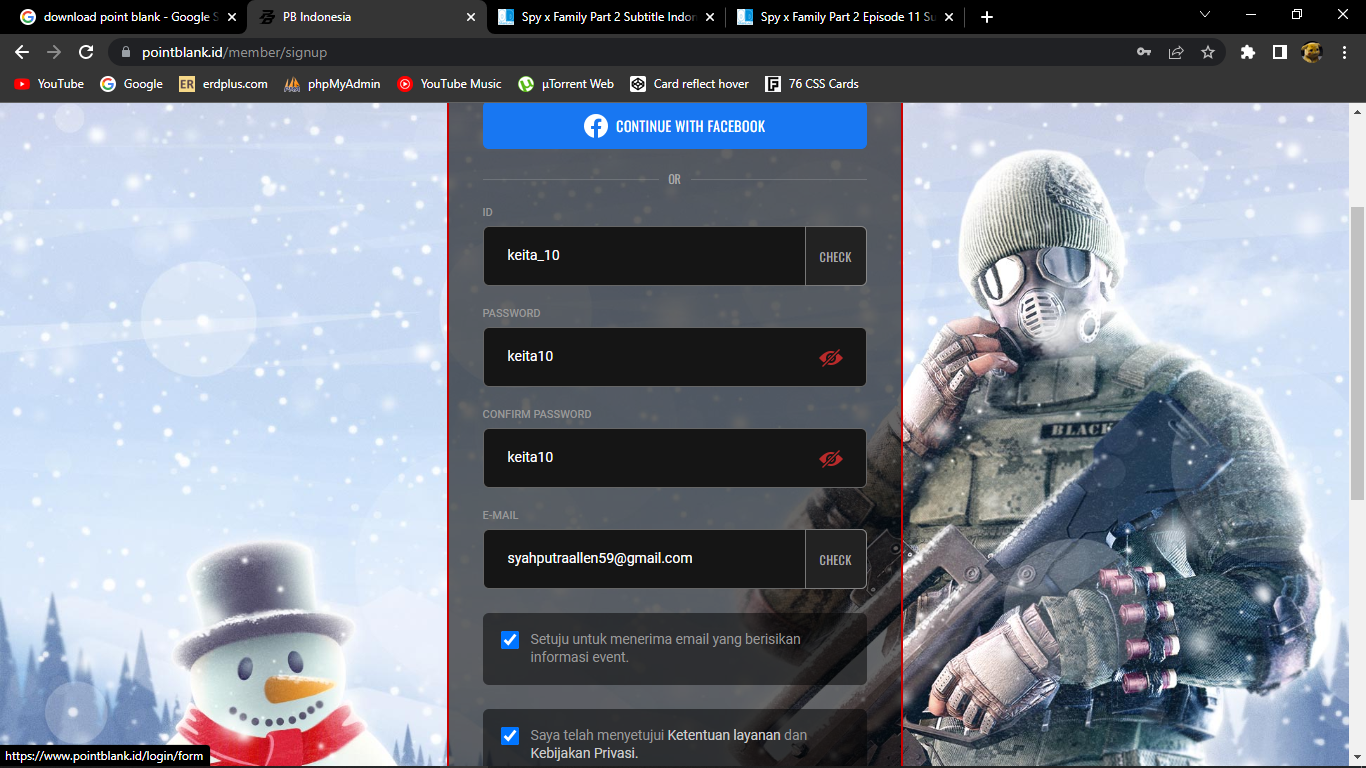 download point blank - Google S
PB Indonesia
Spy x Family Part 2 Subtitle Indon
Spy x Family Part 2 Episode 11 Su
pointblank.id/member/signup
YouTube
Google
ER
erdplus.com
phpMyAdmin
YouTube Music
µTorrent Web
Card reflect hover
76 CSS Cards
CONTINUE WITH FACEBOOK
OR
ID
keita_10
CHECK
PASSWORD
keita10
CONFIRM PASSWORD
keita10
E-MAIL
syahputraallen59@gmail.com
CHECK
Setuju untuk menerima email yang berisikan
informasi event.
Saya telah menyetujui Ketentuan layanan dan
Kebijakan Privasi.
BLACK
https://www.pointblank.id/login/form